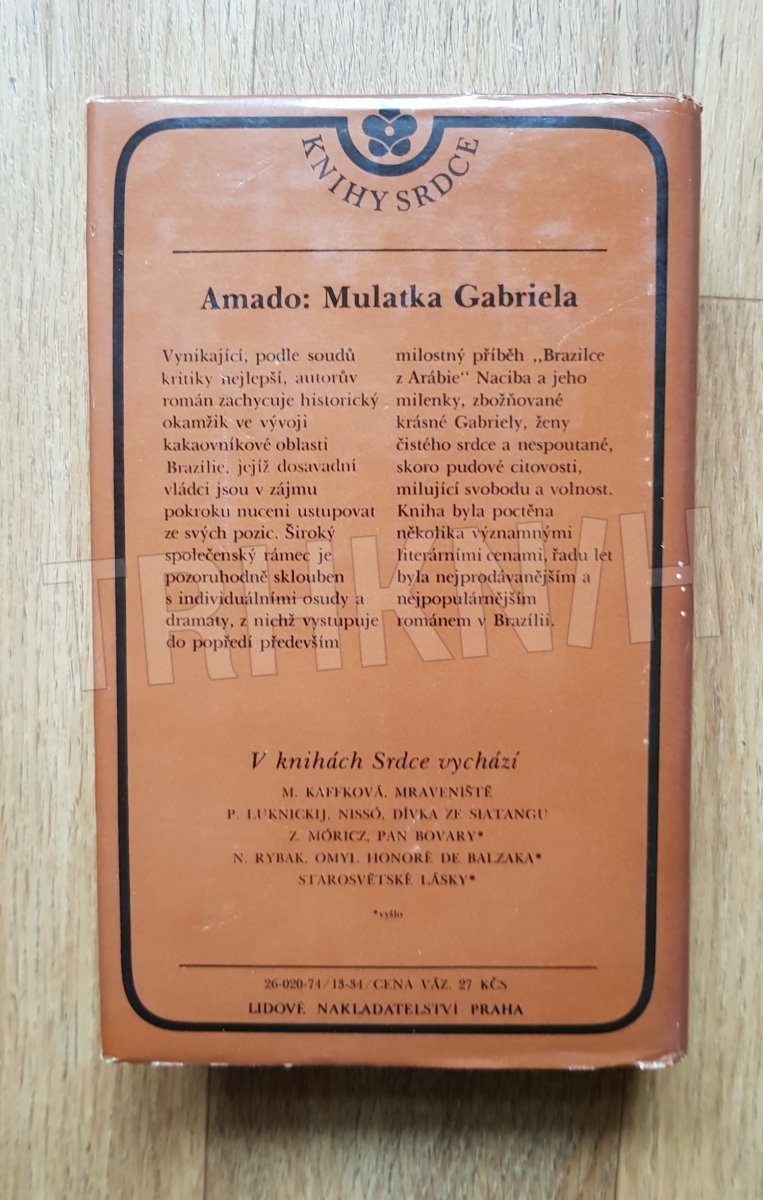 KNIHY SRDCE
Amado: Mulatka Gabriela
Vynikající, podle soudů
kritiky nejlepší, autorův
román zachycuje historický
okamžik ve vývoji
kakaovníkové oblasti
Brazílie, jejíž dosavadní
vládci jsou v zájmu
pokroku nuceni ustupovat
ze svých pozic. Široký
společenský rámec je
pozoruhodně sklouben
s individuálními osudy a
dramaty, z nichž vystupuje
do popředí především
milostný příběh ,,Brazilce
z Arábie“ Naciba a jeho
milenky, zbožňované
krásné Gabriely, ženy
čistého srdce a nespoutané,
skoro pudové citovosti,
milující svobodu a volnost.
Kniha byla poctěna
několika významnými
literárními cenami, řadu let
byla nejprodávanějším a
nejpopulárnějším
románem v Brazílii.
TRHKNIH
V knihách Srdce vychází
M. KAFFKOVÁ, MRAVENIŠTĚ
P. LUKNICKIJ, NISSÓ, DÍVKA ZE SIATANGU
Z. MÓRICZ, PAN BOVARY*
N. RYBAK, OMYL HONORÉ DE BALZAKA*
STAROSVĚTSKÉ LÁSKY*
*vyšlo
26-020-74/13-34/CENA VÁZ. 27 KČS
LIDOVÉ NAKLADATELSTVÍ PRAHA